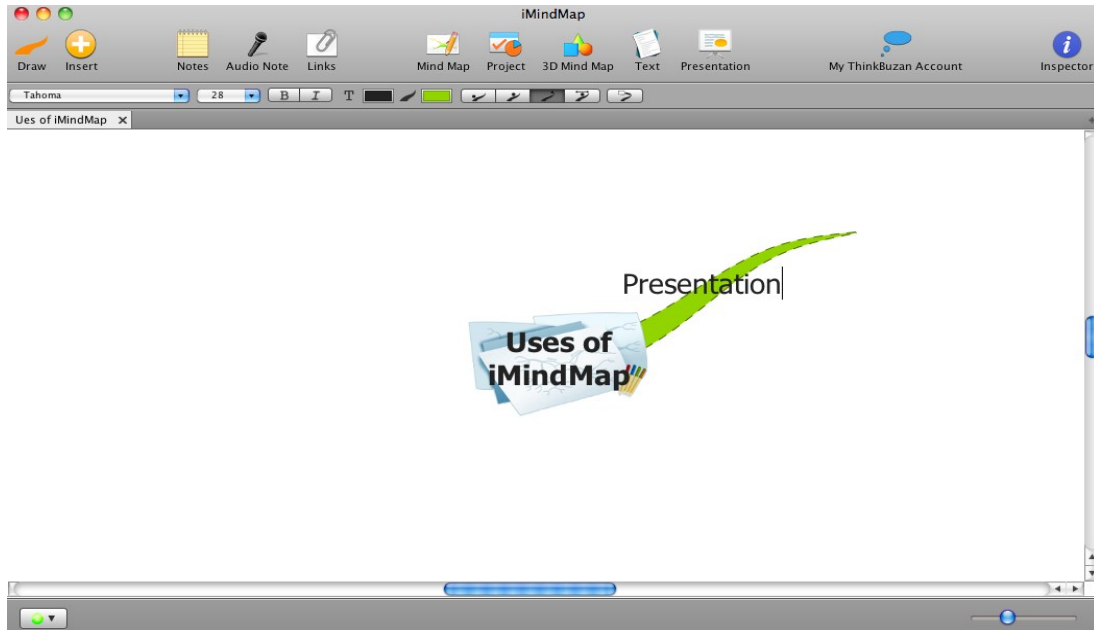 iMindMap
Draw Insert Notes Audio Note Links Mind Map Project 3D Mind Map Text Presentation My ThinkBuzan Account Inspector
Tahoma 28 B I T
Ues of iMindMap x
Presentation
Uses of
iMindMap